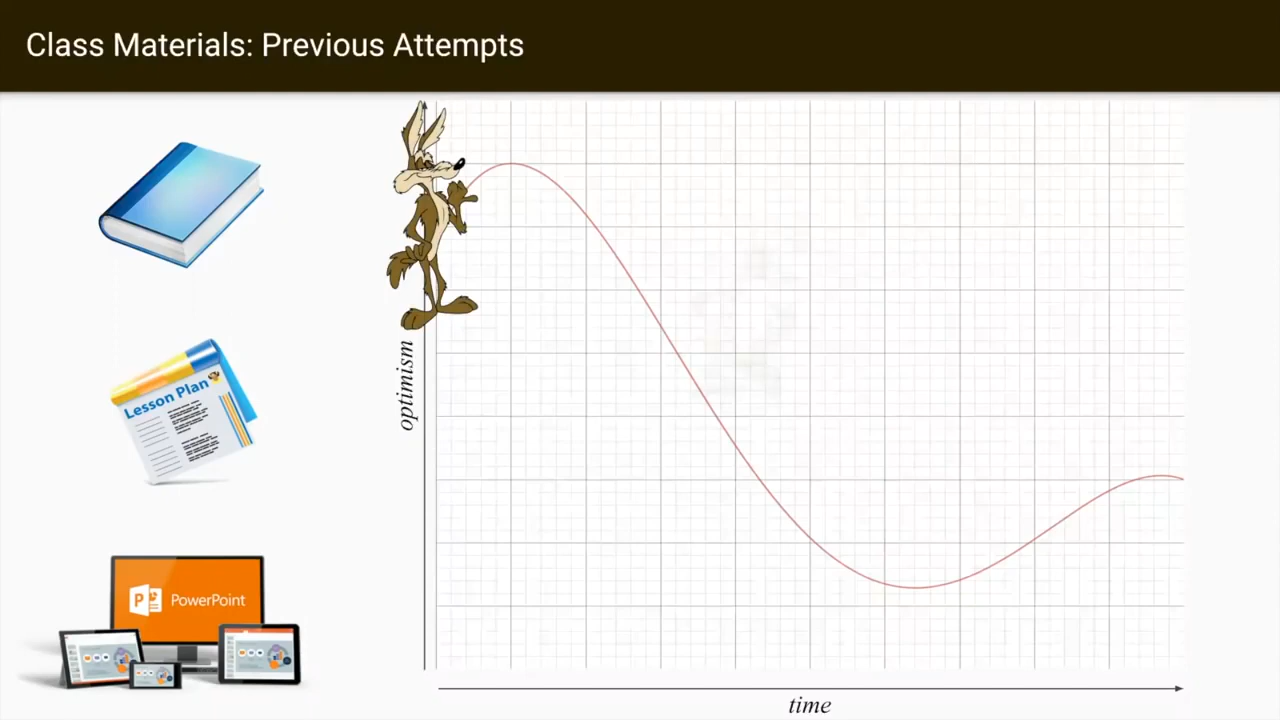 Class Materials: Previous Attempts
Lesson Plan
PowerPoint
optimism
time